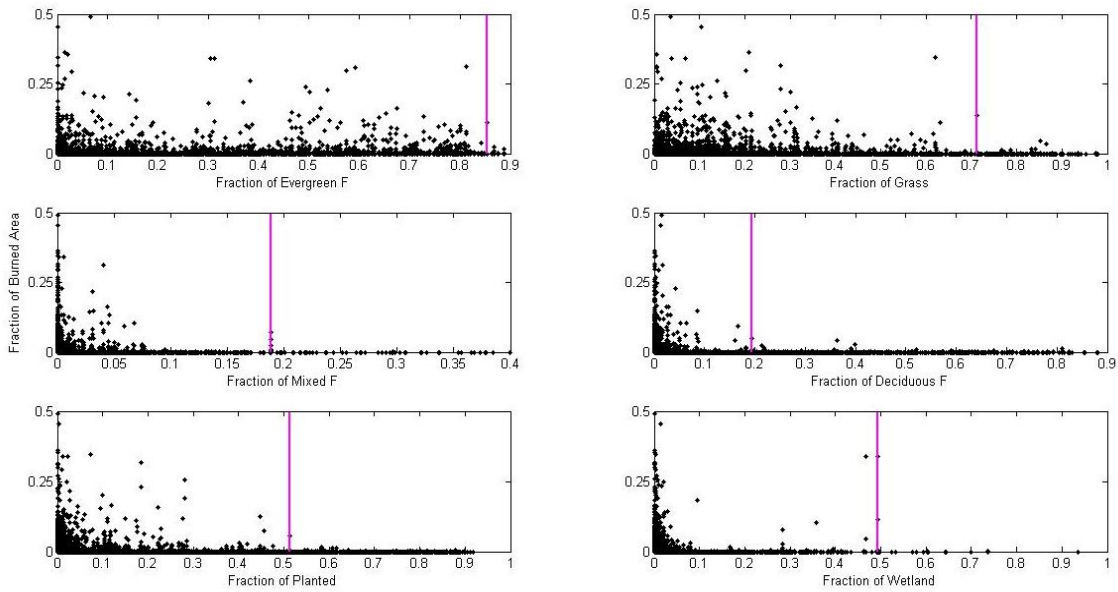 0.5
0.25
0
0 0.1 0.2 0.3 0.4 0.5 0.6 0.7 0.8 0.9
Fraction of Evergreen F
0.5
0.25
0
0 0.1 0.2 0.3 0.4 0.5 0.6 0.7 0.8 0.9 1
Fraction of Grass
Fraction of Burned Area
0.5
0.25
0
0 0.05 0.1 0.15 0.2 0.25 0.3 0.35 0.4
Fraction of Mixed F
0.5
0.25
0
0 0.1 0.2 0.3 0.4 0.5 0.6 0.7 0.8 0.9
Fraction of Deciduous F
0.5
0.25
0
0 0.1 0.2 0.3 0.4 0.5 0.6 0.7 0.8 0.9 1
Fraction of Planted
0.5
0.25
0
0 0.1 0.2 0.3 0.4 0.5 0.6 0.7 0.8 0.9 1
Fraction of Wetland